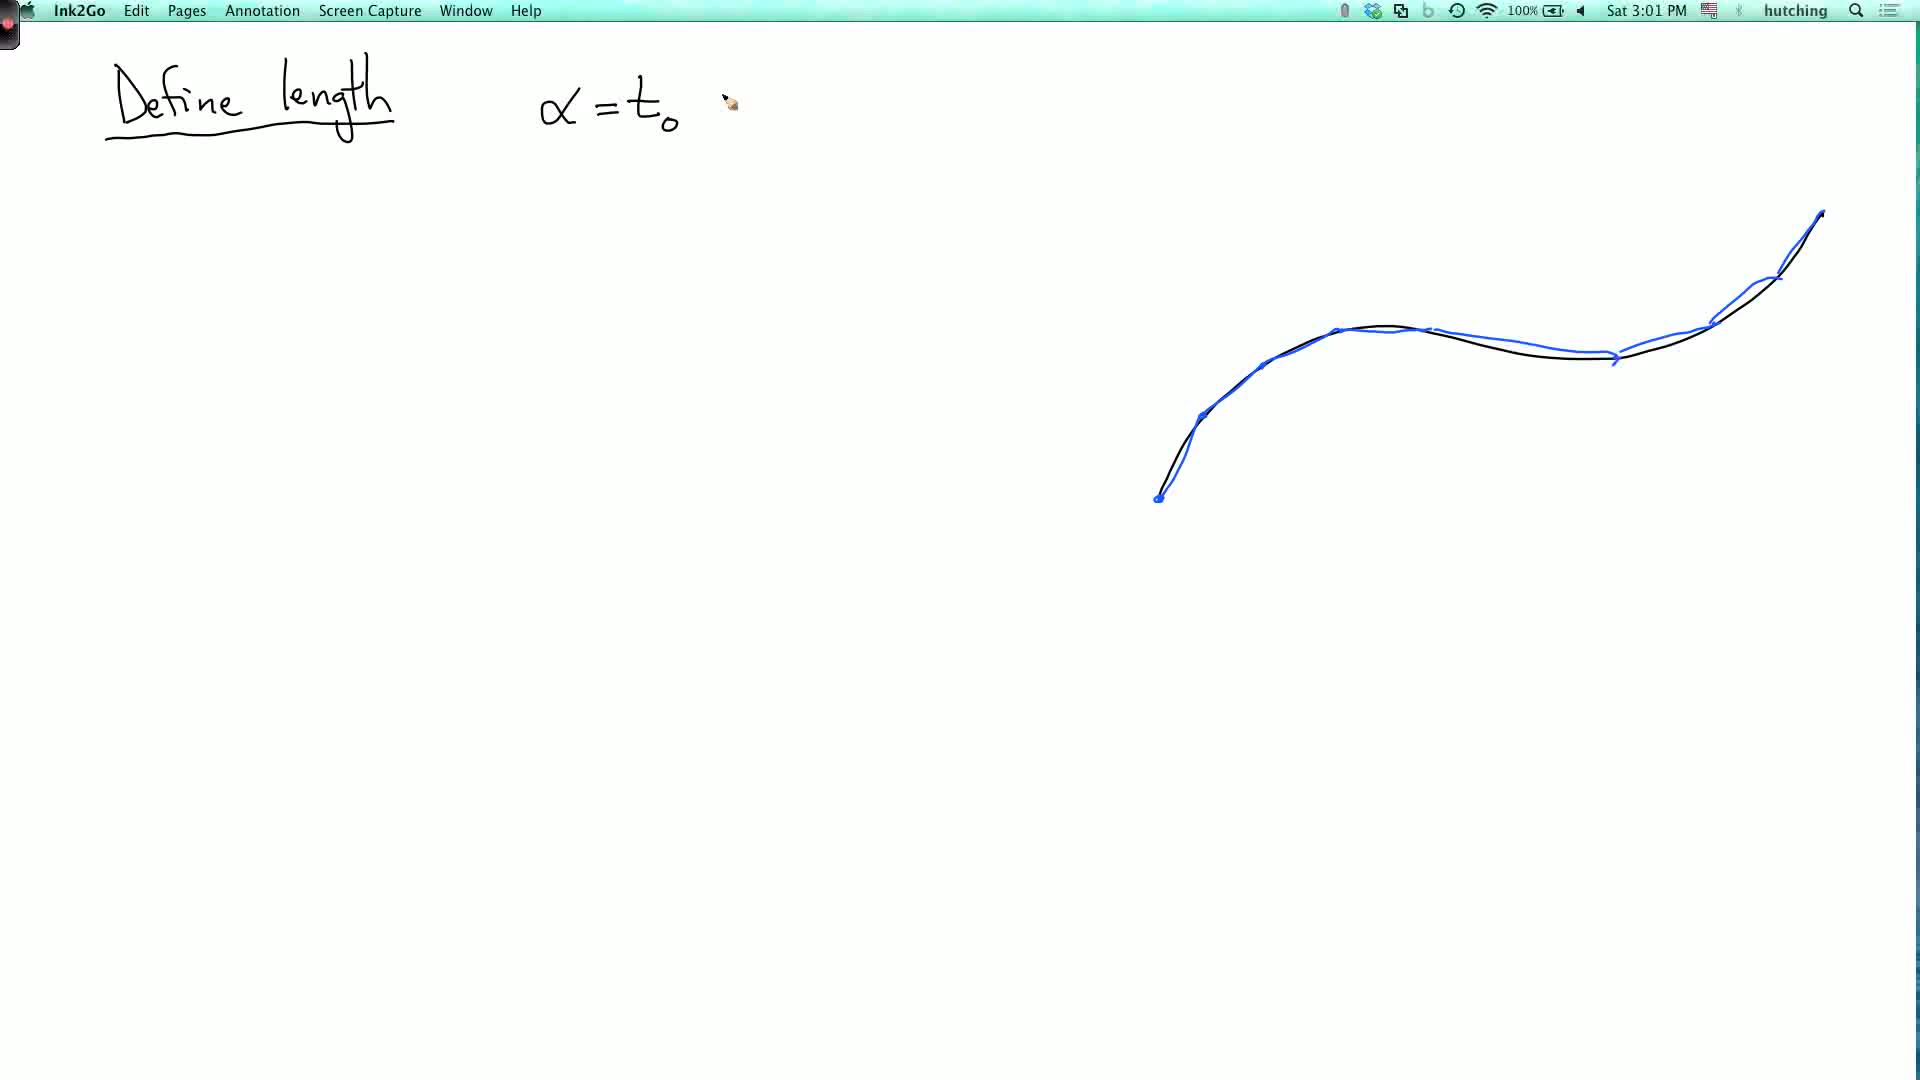 Ink2Go Edit Pages Annotation Screen Capture Window Help 100% Sat 3:01 PM hutching
Define length α = t₀